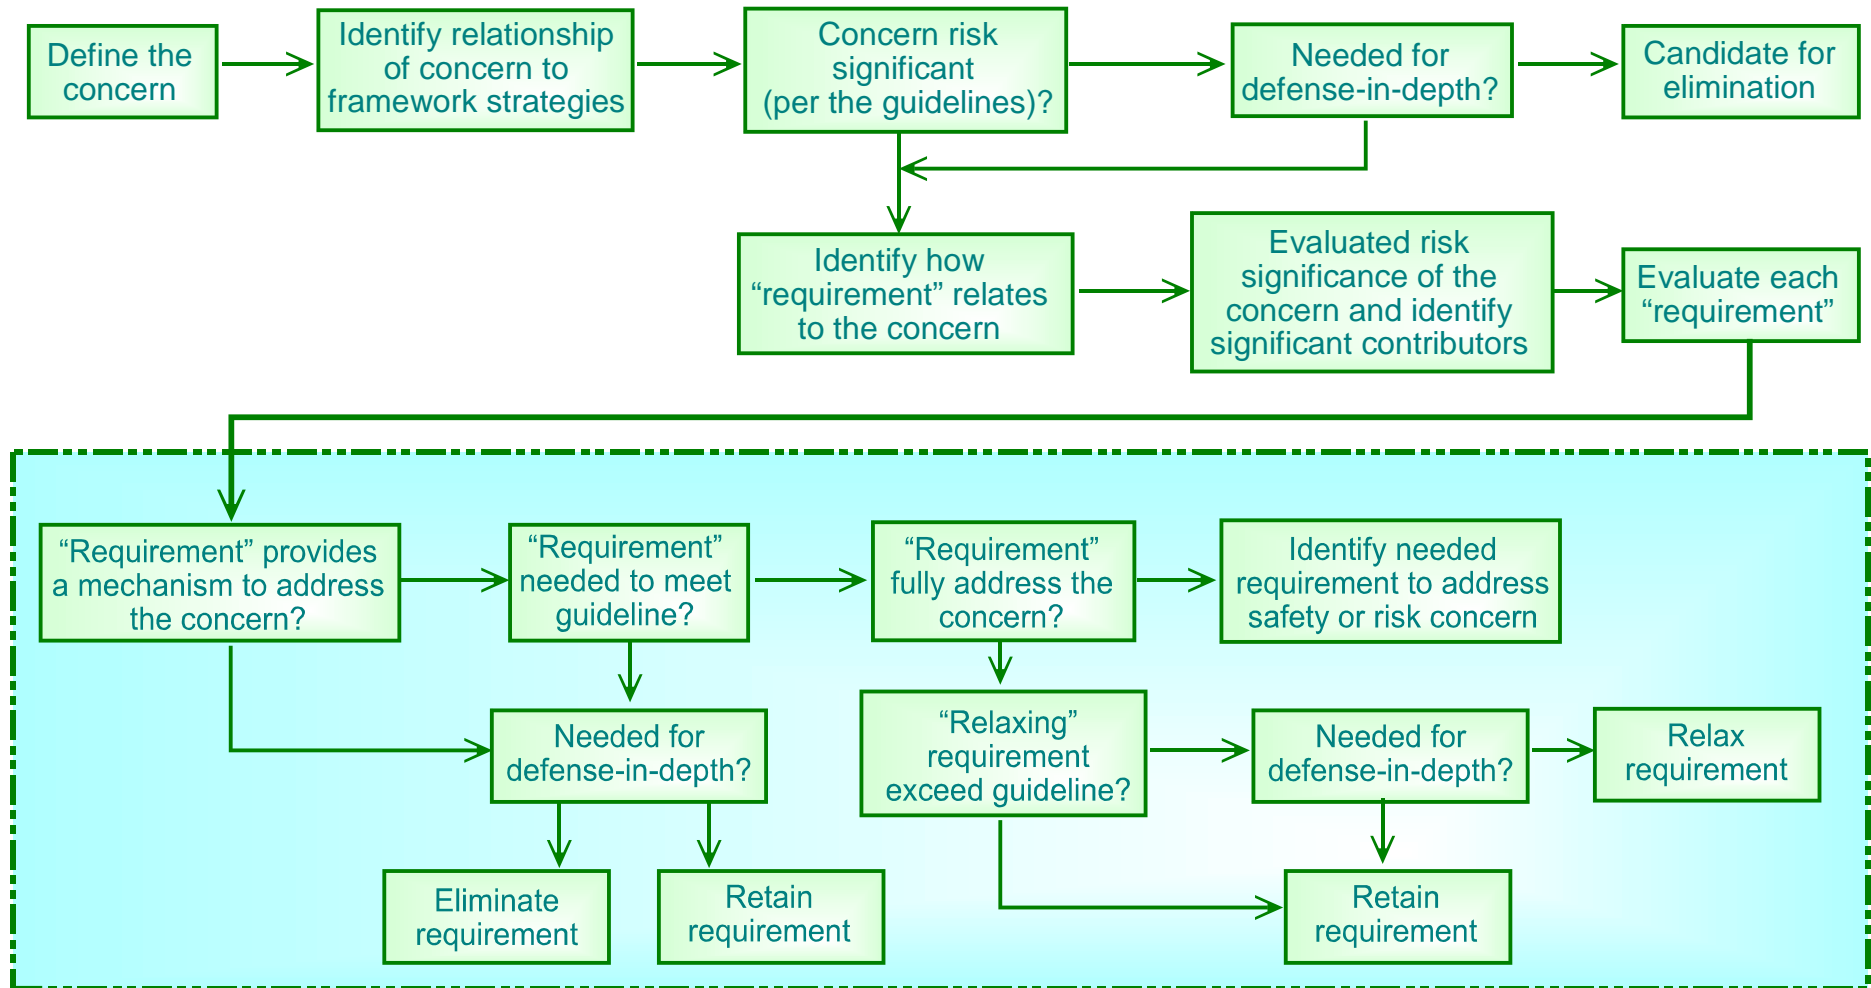 Define the
concern
Identify relationship
of concern to
framework strategies
Concern risk
significant
(per the guidelines)?
Needed for
defense-in-depth?
Candidate for
elimination
Identify how
“requirement” relates
to the concern
Evaluated risk
significance of the
concern and identify
significant contributors
Evaluate each
“requirement”
“Requirement” provides
a mechanism to address
the concern?
“Requirement”
needed to meet
guideline?
“Requirement”
fully address the
concern?
Identify needed
requirement to address
safety or risk concern
Needed for
defense-in-depth?
“Relaxing”
requirement
exceed guideline?
Needed for
defense-in-depth?
Relax
requirement
Eliminate
requirement
Retain
requirement
Retain
requirement